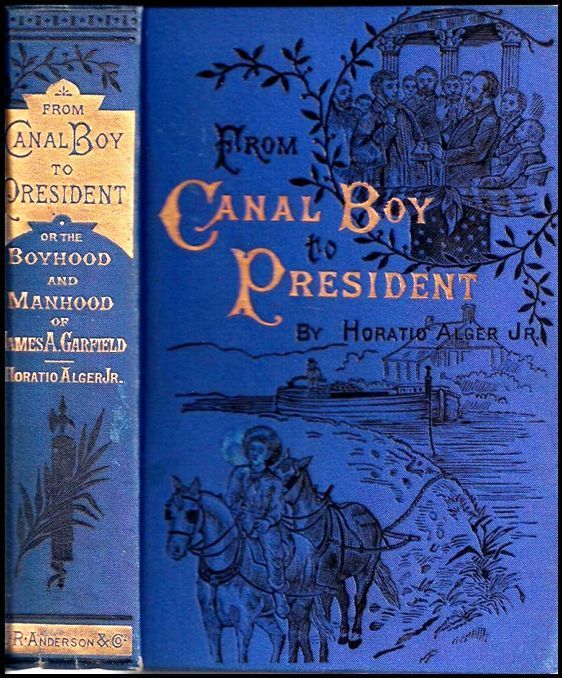 FROM
CANAL BOY
TO
PRESIDENT
OR THE
BOYHOOD
AND
MANHOOD
OF
JAMES A. GARFIELD
HORATIO ALGER JR.
J. R. ANDERSON & CO.
FROM
CANAL BOY
to
PRESIDENT
BY HORATIO ALGER JR.